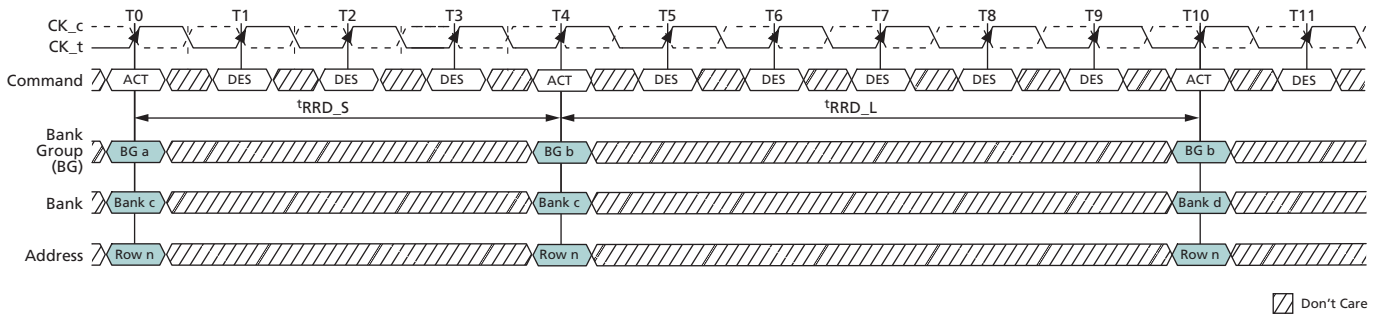 T0 T1 T2 T3 T4 T5 T6 T7 T8 T9 T10 T11
CK_c
CK_t
Command ACT DES DES DES ACT DES DES DES DES DES ACT DES
tRRD_S tRRD_L
Bank
Group
(BG)
BG a BG b BG b
Bank Bank c Bank c Bank d
Address Row n Row n Row n
Don't Care